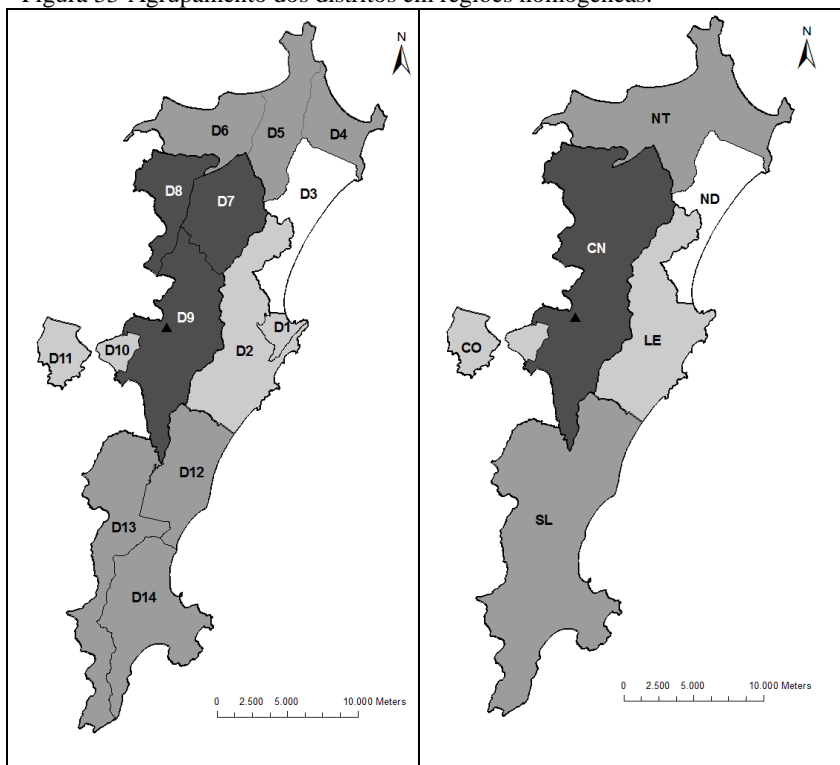 Figura 33-Agrupamento dos distritos em regiões homogêneas.
N
D6
D5
D4
D8
D7
D3
D9
D1
D11
D10
D2
D12
D13
D14
0 2.500 5.000 10.000 Meters
N
NT
ND
CN
CO
LE
SL
0 2.500 5.000 10.000 Meters